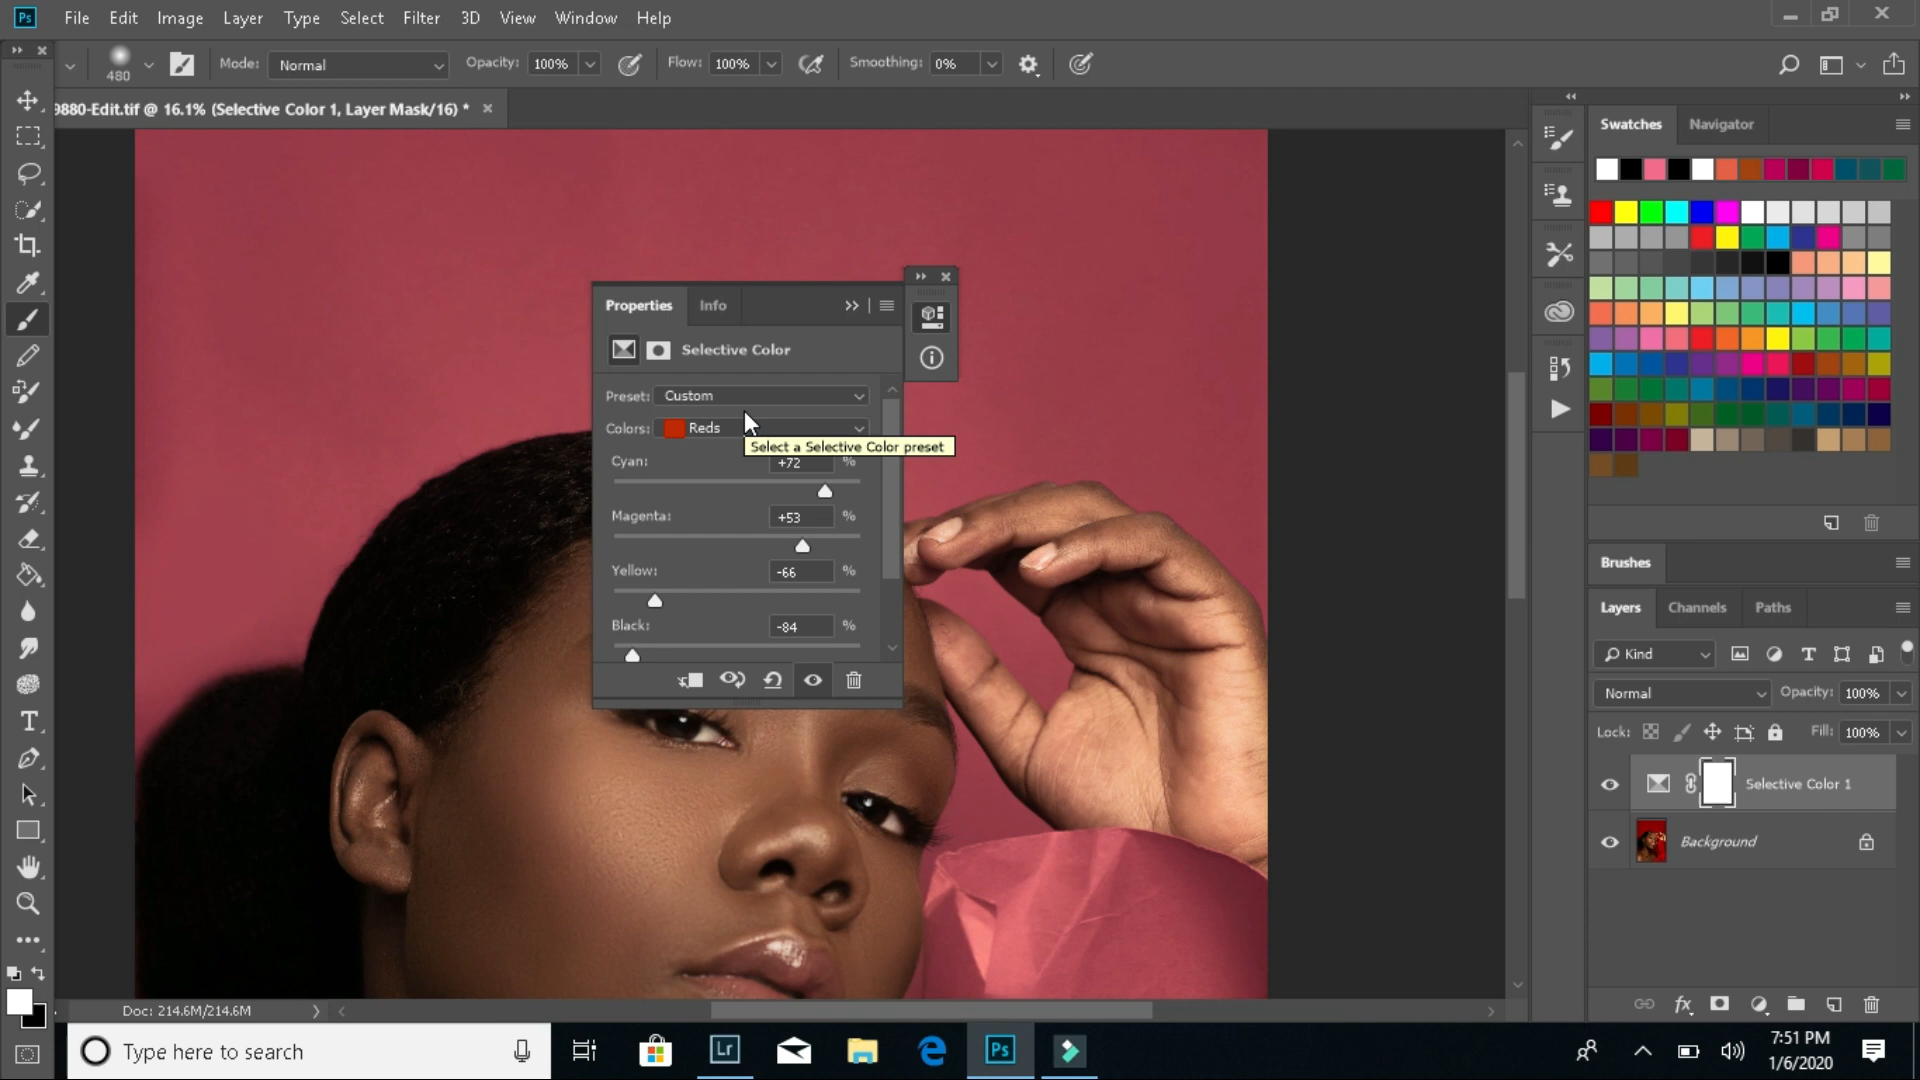 Ps File Edit Image Layer Type Select Filter 3D View Window Help
480 Mode: Normal Opacity: 100% Flow: 100% Smoothing: 0%
9880-Edit.tif @ 16.1% (Selective Color 1, Layer Mask/16) *
Swatches Navigator
Properties Info
Selective Color
Preset: Custom
Colors: Reds
Select a Selective Color preset
Cyan: +72 %
Magenta: +53 %
Yellow: -66 %
Black: -84 %
Brushes
Layers Channels Paths
Kind
Normal Opacity: 100%
Lock: Fill: 100%
Selective Color 1
Background
Doc: 214.6M/214.6M
Type here to search
Lr
Ps
7:51 PM
1/6/2020